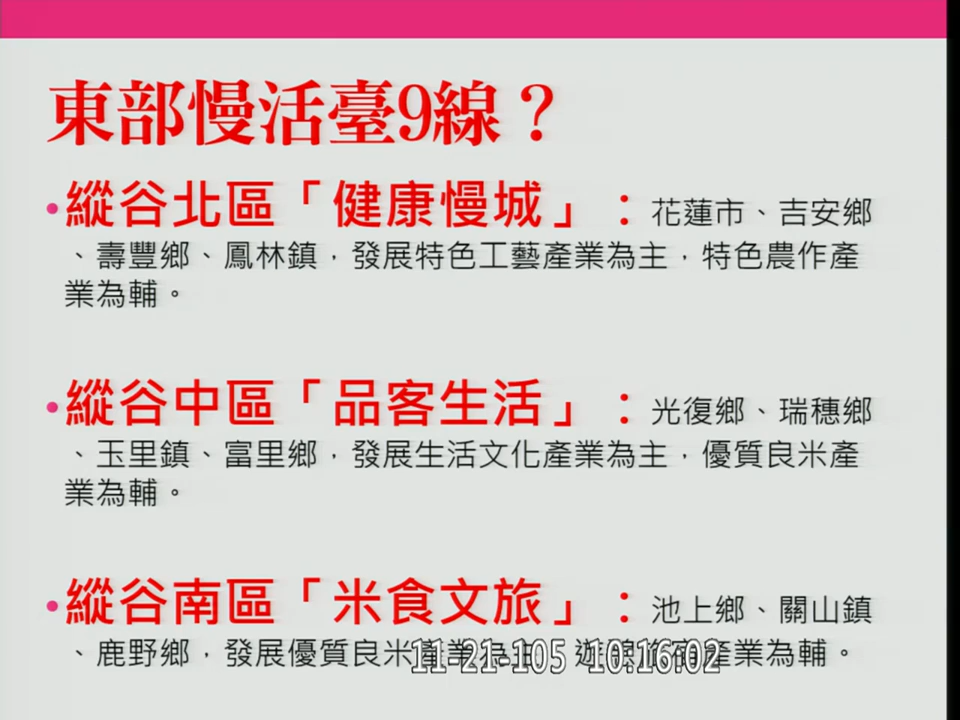 東部慢活臺9線？
•縱谷北區「健康慢城」：花蓮市、吉安鄉
、壽豐鄉、鳳林鎮，發展特色工藝產業為主，特色農作產
業為輔。
•縱谷中區「品客生活」：光復鄉、瑞穗鄉
、玉里鎮、富里鄉，發展生活文化產業為主，優質良米產
業為輔。
•縱谷南區「米食文旅」：池上鄉、關山鎮
、鹿野鄉，發展優質良米產業為主，遊產業為輔。
11-21-105 10:16:02